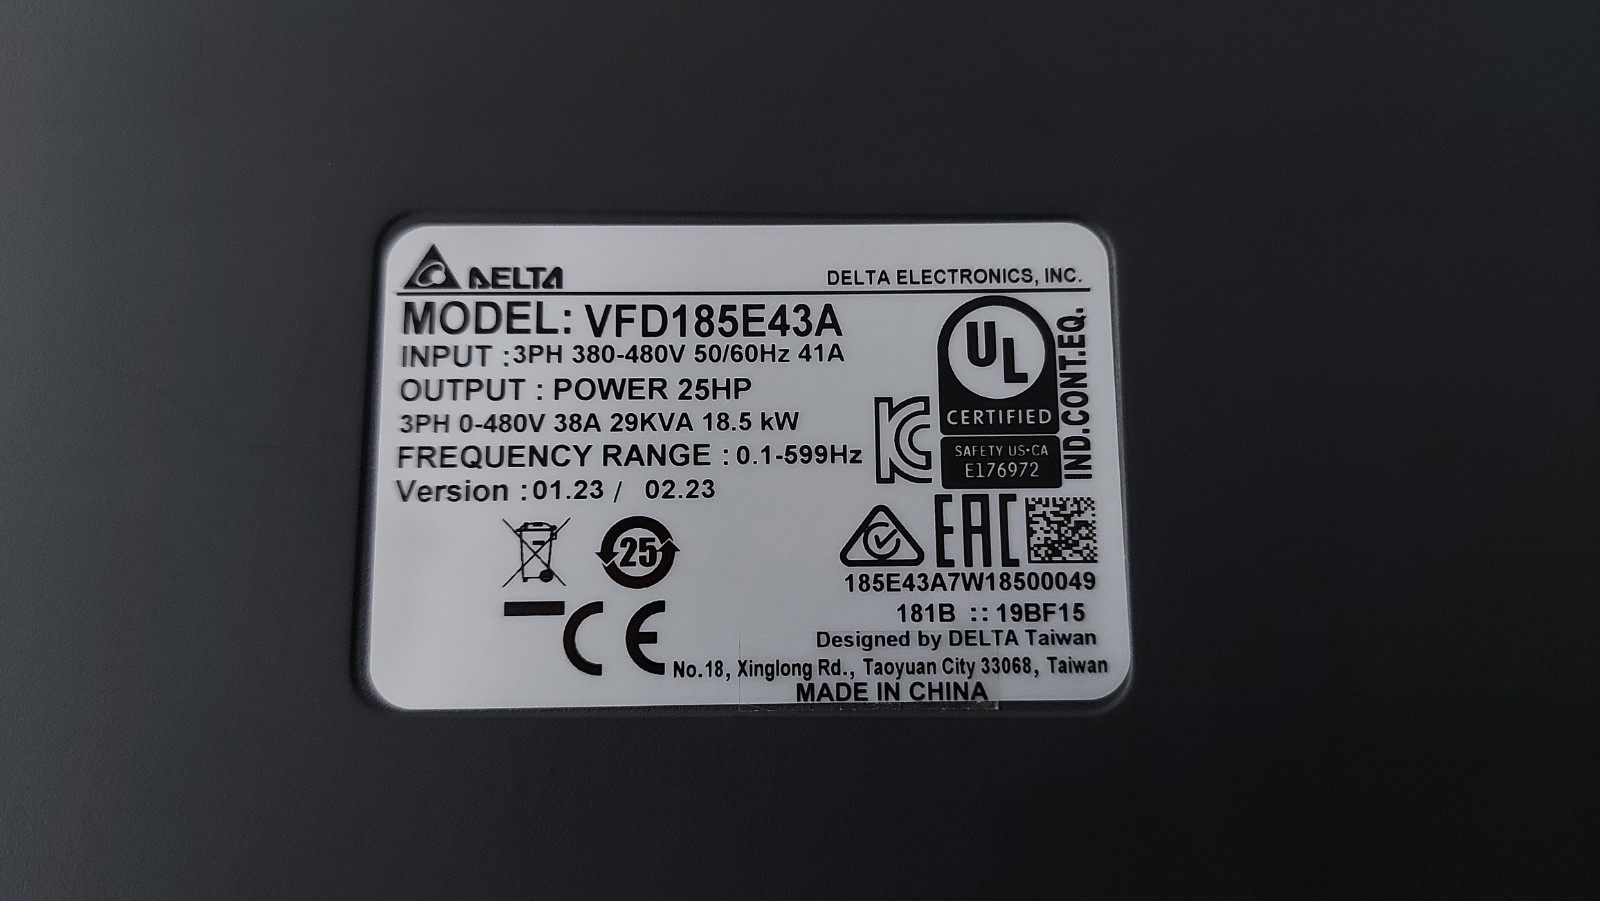 DELTA
DELTA ELECTRONICS, INC.
MODEL: VFD185E43A
INPUT :3PH 380-480V 50/60Hz 41A
OUTPUT : POWER 25HP
3PH 0-480V 38A 29KVA 18.5 kW
FREQUENCY RANGE : 0.1-599Hz
Version : 01.23 / 02.23
UL
CERTIFIED
SAFETY US•CA
E176972
IND.CONT.EQ.
25
EAC
185E43A7W18500049
181B :: 19BF15
CE
Designed by DELTA Taiwan
No.18, Xinglong Rd., Taoyuan City 33068, Taiwan
MADE IN CHINA